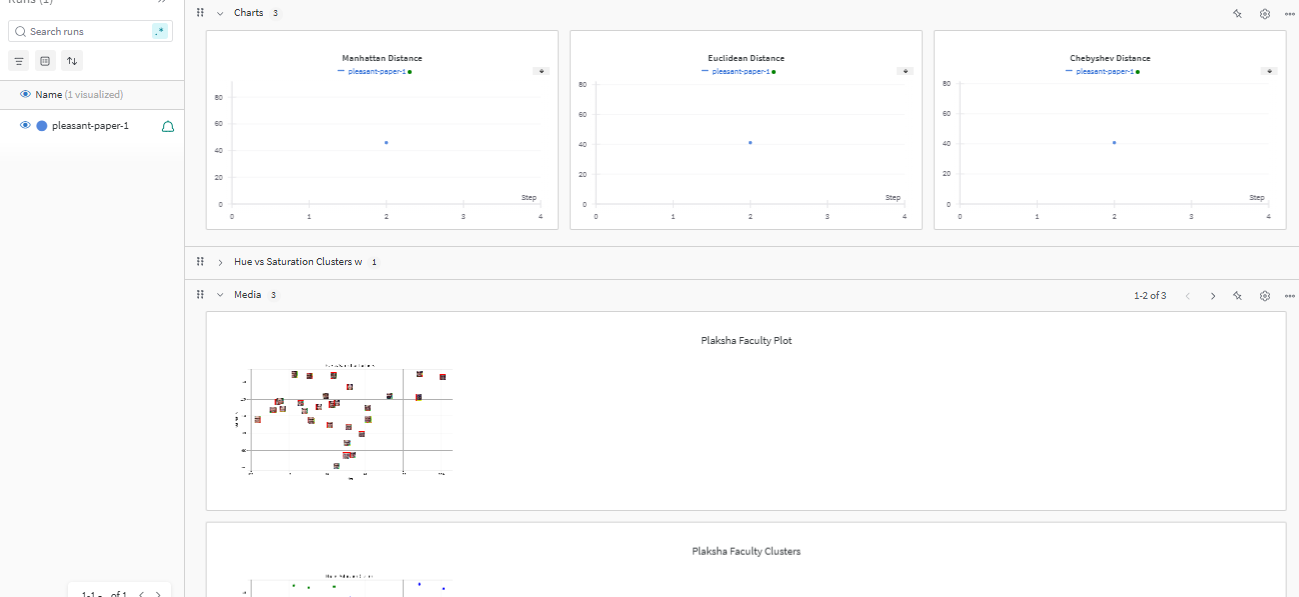 Runs (1)
Search runs
.*
Name (1 visualized)
pleasant-paper-1
1-1
of 1
Charts 3
Manhattan Distance
pleasant-paper-1
80
60
40
20
0
0 1 2 3 4
Step
Euclidean Distance
pleasant-paper-1
80
60
40
20
0
0 1 2 3 4
Step
Chebyshev Distance
pleasant-paper-1
80
60
40
20
0
0 1 2 3 4
Step
Hue vs Saturation Clusters w 1
Media 3
1-2 of 3
Plaksha Faculty Plot
Plaksha Faculty Clusters